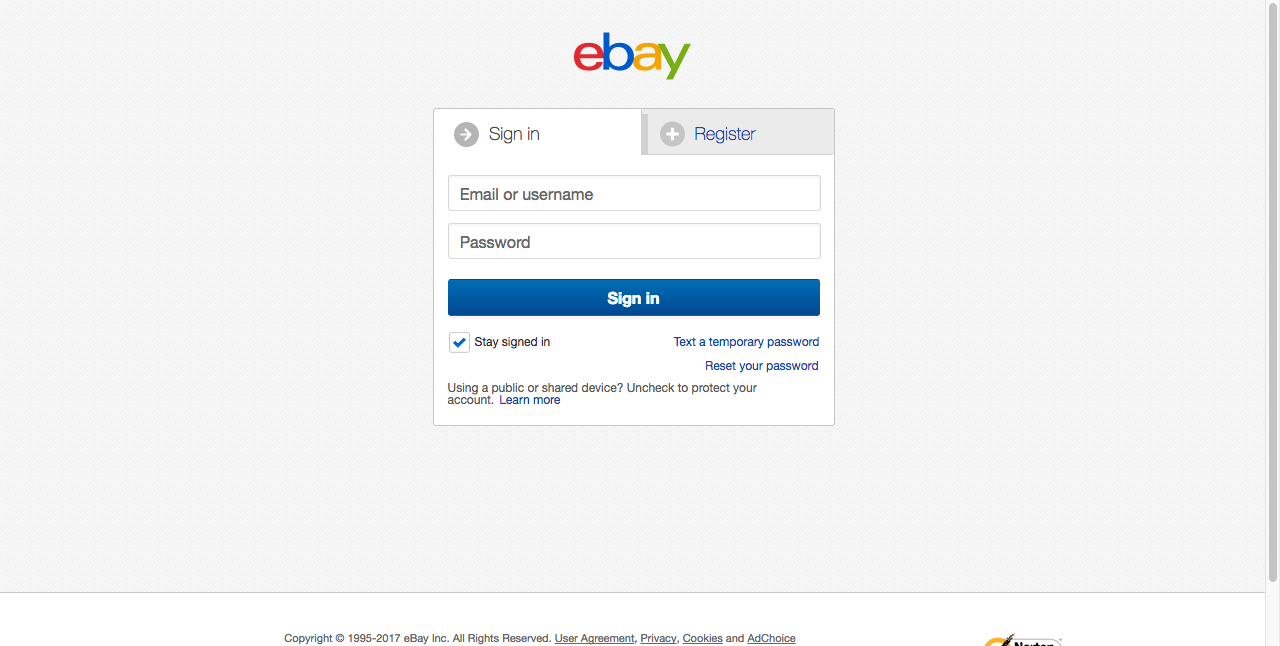 ebay
Sign in
Register
Email or username
Password
Sign in
Stay signed in
Text a temporary password
Reset your password
Using a public or shared device? Uncheck to protect your
account. Learn more
Copyright © 1995-2017 eBay Inc. All Rights Reserved. User Agreement, Privacy, Cookies and AdChoice
Norton